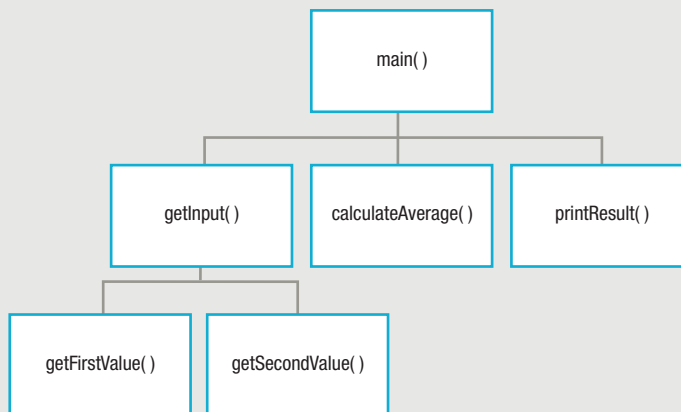 main( )
getInput( )
calculateAverage( )
printResult( )
getFirstValue( )
getSecondValue( )